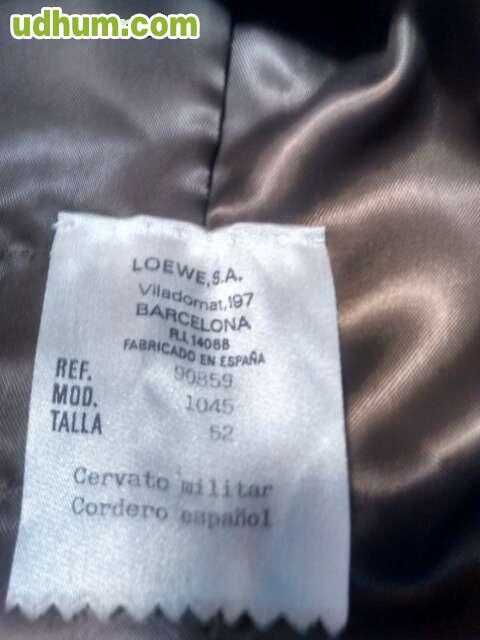 udhum.com
LOEWE, S.A.
Viladomat, 197
BARCELONA
R.I. 14088
FABRICADO EN ESPAÑA
REF. 90859
MOD. 1045
TALLA 52
Cervato militar
Cordero español